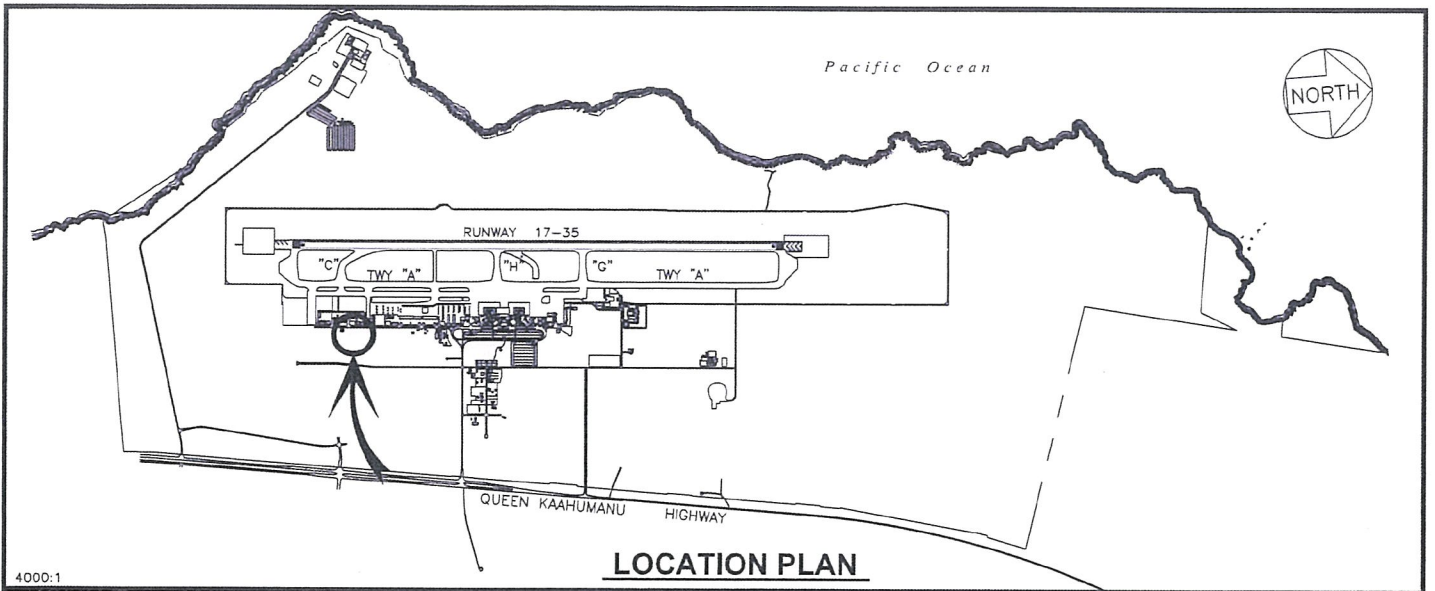 Pacific Ocean
NORTH
RUNWAY 17-35
"C" "H" "G"
TWY "A" TWY "A"
QUEEN KAAHUMANU HIGHWAY
LOCATION PLAN
4000:1